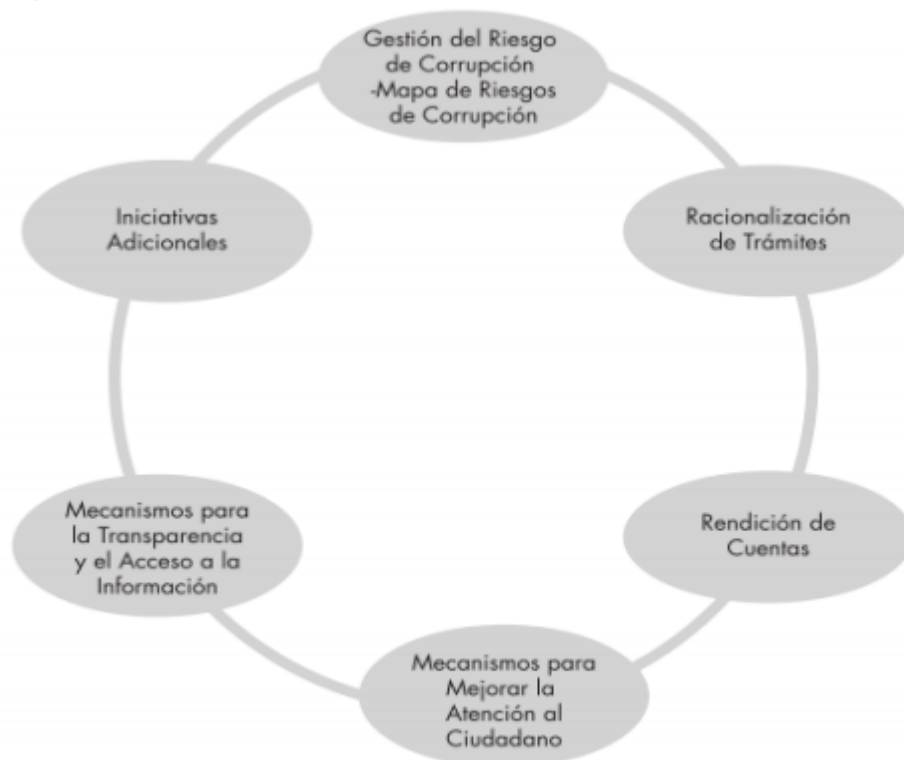 Gestión del Riesgo
de Corrupción
-Mapa de Riesgos
de Corrupción
Racionalización
de Trámites
Rendición de
Cuentas
Mecanismos para
Mejorar la
Atención al
Ciudadano
Mecanismos para
la Transparencia
y el Acceso a la
Información
Iniciativas
Adicionales